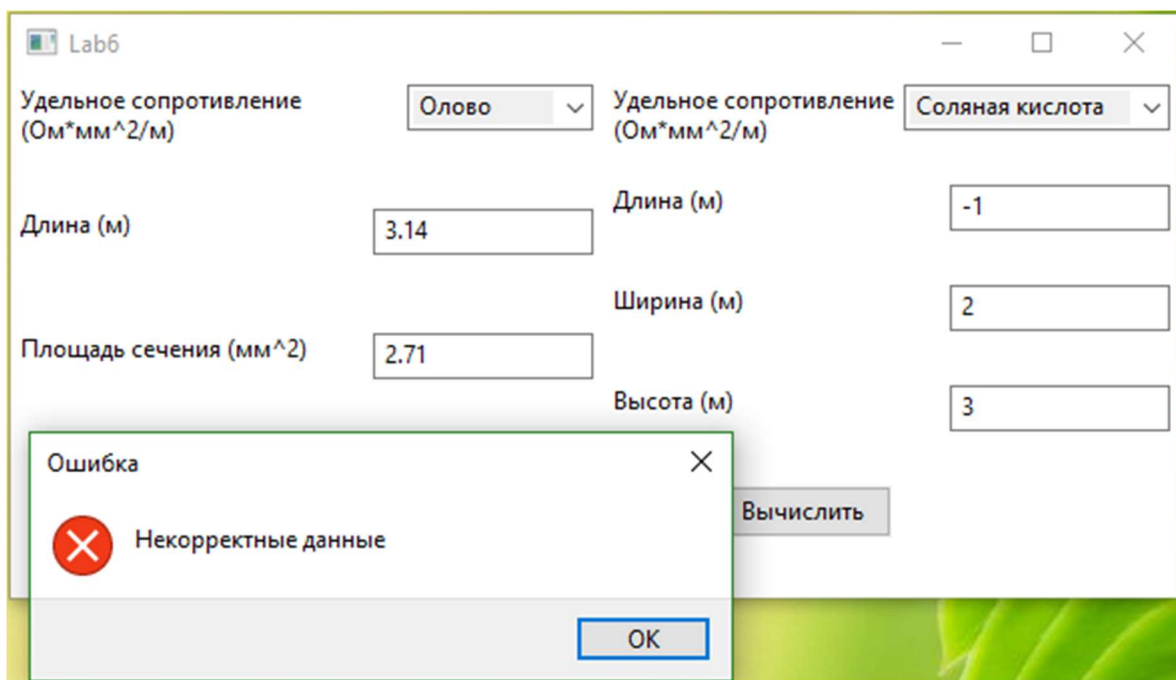 Lab6
Удельное сопротивление
(Ом*мм^2/м)
Олово
Длина (м)
3.14
Площадь сечения (мм^2)
2.71
Удельное сопротивление
(Ом*мм^2/м)
Соляная кислота
Длина (м)
-1
Ширина (м)
2
Высота (м)
3
Вычислить
Ошибка
Некорректные данные
OK